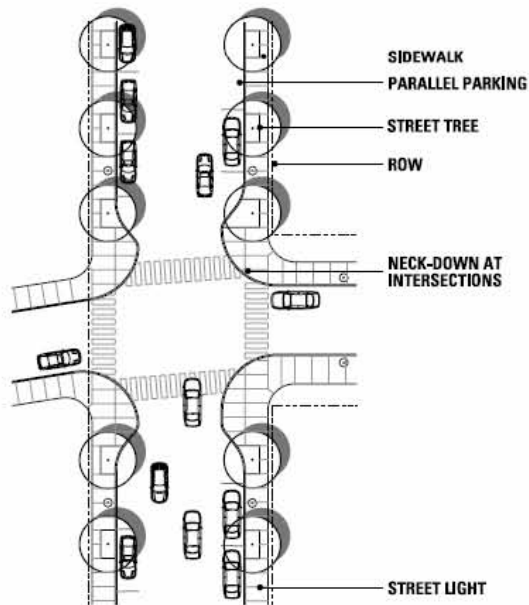 SIDEWALK
PARALLEL PARKING
STREET TREE
ROW
NECK-DOWN AT
INTERSECTIONS
STREET LIGHT